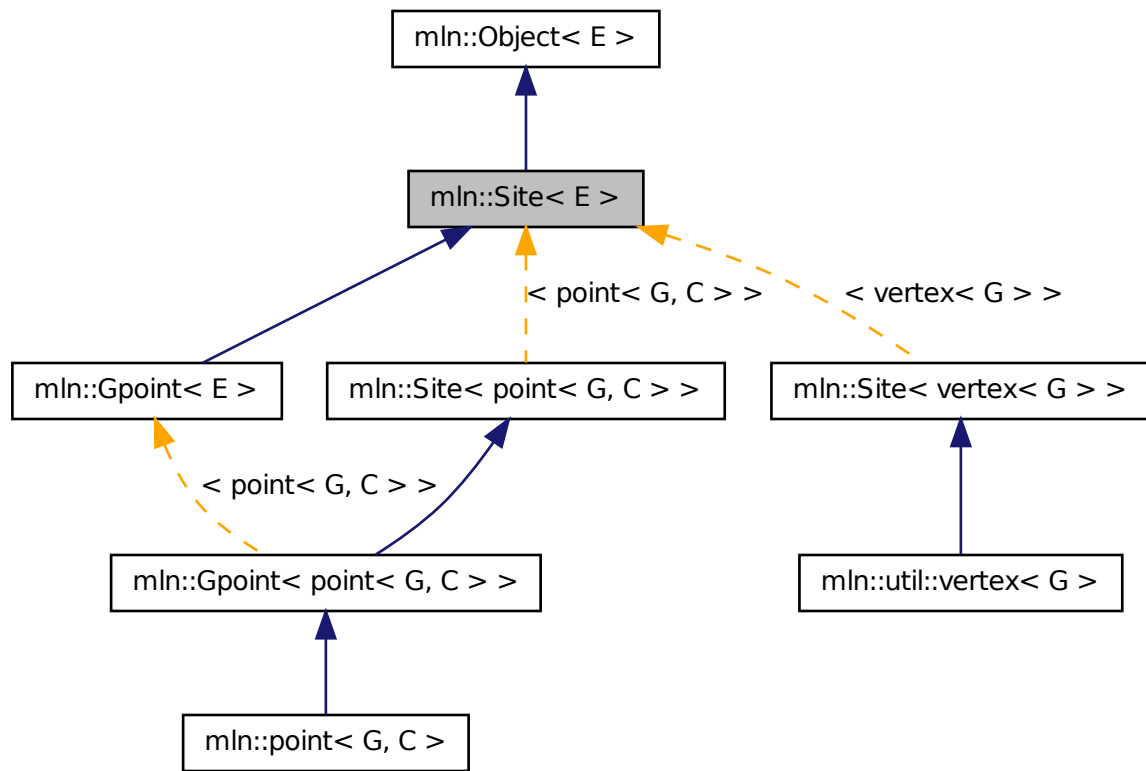 mln::Object< E >
mln::Site< E >
< point< G, C > >
< vertex< G > >
mln::Gpoint< E >
mln::Site< point< G, C > >
mln::Site< vertex< G > >
< point< G, C > >
mln::Gpoint< point< G, C > >
mln::util::vertex< G >
mln::point< G, C >